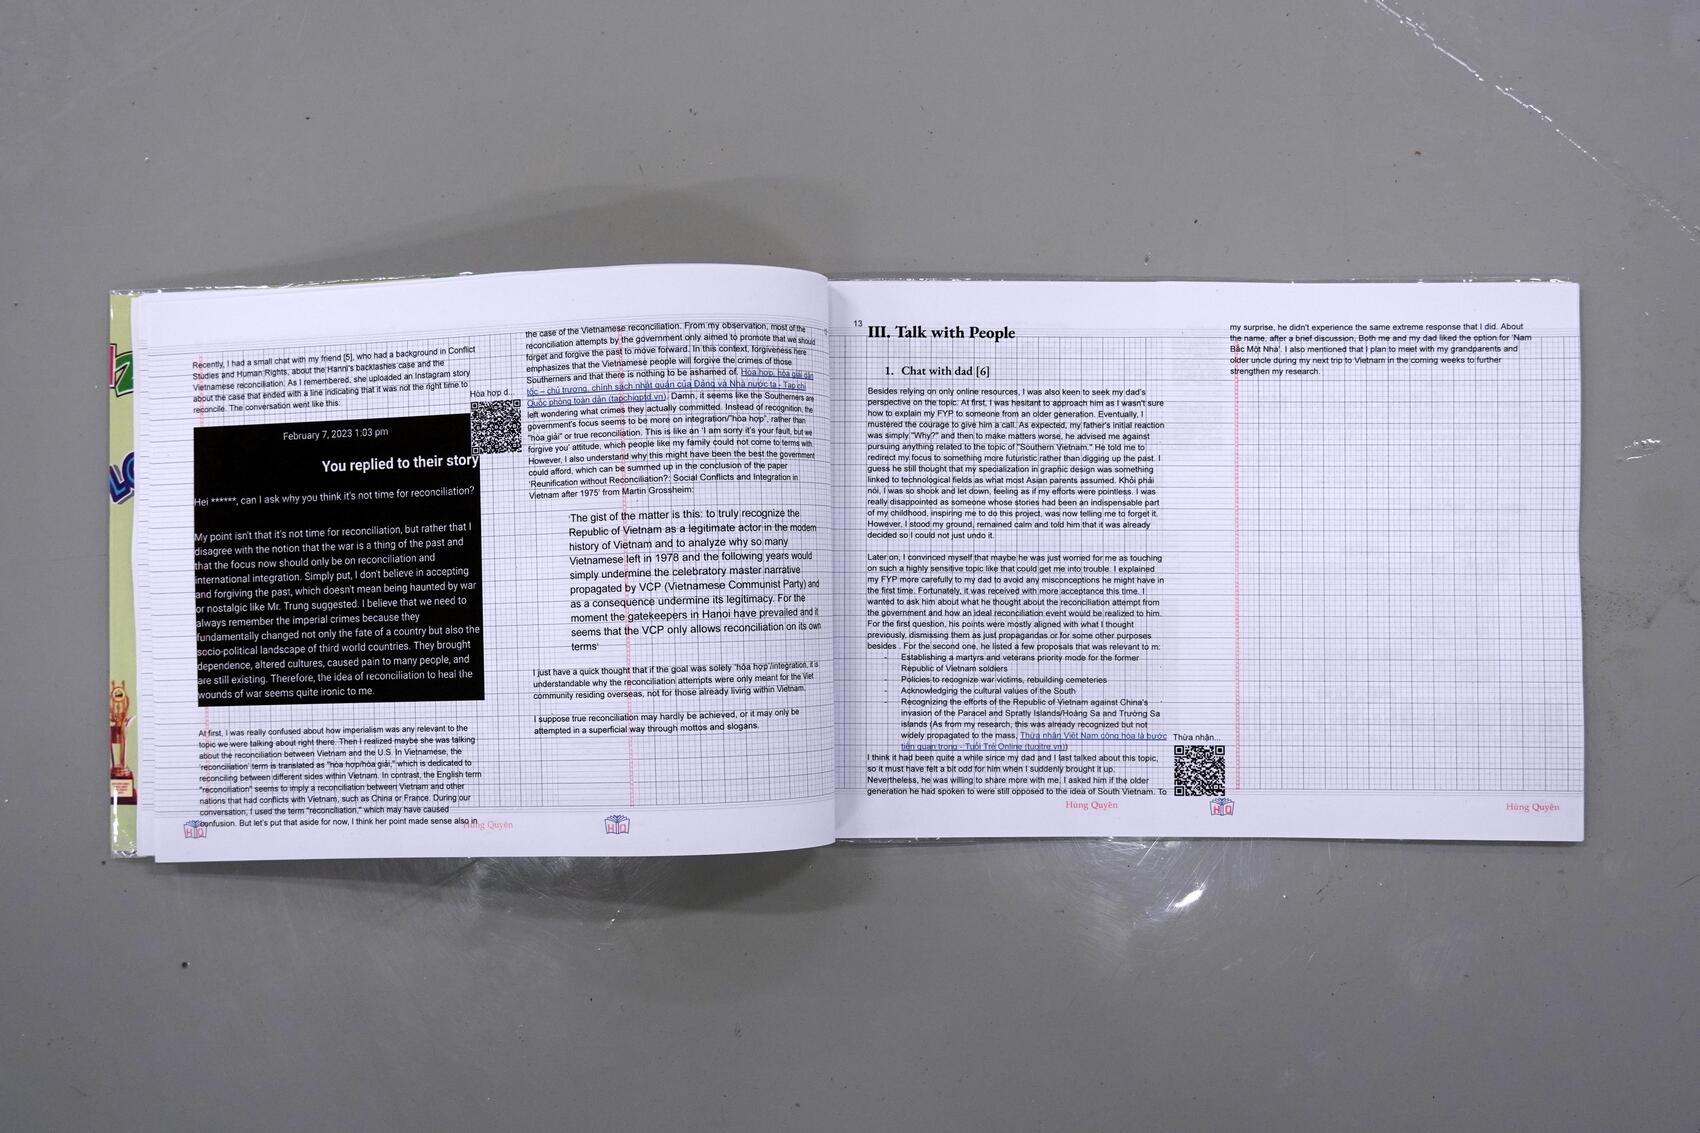 Recently, I had a small chat with my friend [5], who had a background in Conflict
Studies and Human Rights, about the Hanni's backlashes case and the
Vietnamese reconciliation. As I remembered, she uploaded an Instagram story
about the case that ended with a line indicating that it was not the right time to
reconcile. The conversation went like this:
February 7, 2023 1:03 pm
You replied to their story
Hei ******, can I ask why you think it's not time for reconciliation?
My point isn't that it's not time for reconciliation, but rather that I
disagree with the notion that the war is a thing of the past and
that the focus now should only be on reconciliation and
international integration. Simply put, I don't believe in accepting
and forgiving the past, which doesn't mean being haunted by war
or nostalgic like Mr. Trung suggested. I believe that we need to
always remember the imperial crimes because they
fundamentally changed not only the fate of a country but also the
socio-political landscape of third world countries. They brought
dependence, altered cultures, caused pain to many people, and
are still existing. Therefore, the idea of reconciliation to heal the
wounds of war seems quite ironic to me.
At first, I was really confused about how imperialism was any relevant to the
topic we were talking about right there. Then I realized maybe she was talking
about the reconciliation between Vietnam and the U.S. In Vietnamese, the
'reconciliation' term is translated as "hòa hợp/hòa giải," which is dedicated to
reconciling between different sides within Vietnam. In contrast, the English term
"reconciliation" seems to imply a reconciliation between Vietnam and other
nations that had conflicts with Vietnam, such as China or France. During our
conversation, I used the term "reconciliation," which may have caused
confusion. But let's put that aside for now, I think her point made sense also in
HQ
Hùng Quyên
Hòa hợp d...
the case of the Vietnamese reconciliation. From my observation, most of the
reconciliation attempts by the government only aimed to promote that we should
forget and forgive the past to move forward. In this context, forgiveness here
emphasizes that the Vietnamese people will forgive the crimes of those
Southerners and that there is nothing to be ashamed of. Hòa hợp, hòa giải dân
tộc – chủ trương, chính sách nhất quán của Đảng và Nhà nước ta - Tạp chí
Quốc phòng toàn dân (tapchiqptd.vn). Damn, it seems like the Southerners are
left wondering what crimes they actually committed. Instead of recognition, the
government's focus seems to be more on integration/"hòa hợp", rather than
"hòa giải" or true reconciliation. This is like an 'I am sorry it's your fault, but we
forgive you' attitude, which people like my family could not come to terms with.
However, I also understand why this might have been the best the government
could afford, which can be summed up in the conclusion of the paper
'Reunification without Reconciliation?: Social Conflicts and Integration in
Vietnam after 1975' from Martin Grossheim:
'The gist of the matter is this: to truly recognize the
Republic of Vietnam as a legitimate actor in the modern
history of Vietnam and to analyze why so many
Vietnamese left in 1978 and the following years would
simply undermine the celebratory master narrative
propagated by VCP (Vietnamese Communist Party) and
as a consequence undermine its legitimacy. For the
moment the gatekeepers in Hanoi have prevailed and it
seems that the VCP only allows reconciliation on its own
terms'
I just have a quick thought that if the goal was solely 'hòa hợp'/integration, it is
understandable why the reconciliation attempts were only meant for the Viet
community residing overseas, not for those already living within Vietnam.
I suppose true reconciliation may hardly be achieved, or it may only be
attempted in a superficial way through mottos and slogans.
HQ
13
III. Talk with People
1. Chat with dad [6]
Besides relying on only online resources, I was also keen to seek my dad's
perspective on the topic. At first, I was hesitant to approach him as I wasn't sure
how to explain my FYP to someone from an older generation. Eventually, I
mustered the courage to give him a call. As expected, my father's initial reaction
was simply "Why?" and then to make matters worse, he advised me against
pursuing anything related to the topic of "Southern Vietnam." He told me to
redirect my focus to something more futuristic rather than digging up the past. I
guess he still thought that my specialization in graphic design was something
linked to technological fields as what most Asian parents assumed. Khỏi phải
nói, I was so shook and let down, feeling as if my efforts were pointless. I was
really disappointed as someone whose stories had been an indispensable part
of my childhood, inspiring me to do this project, was now telling me to forget it.
However, I stood my ground, remained calm and told him that it was already
decided so I could not just undo it.
Later on, I convinced myself that maybe he was just worried for me as touching
on such a highly sensitive topic like that could get me into trouble. I explained
my FYP more carefully to my dad to avoid any misconceptions he might have in
the first time. Fortunately, it was received with more acceptance this time. I
wanted to ask him about what he thought about the reconciliation attempt from
the government and how an ideal reconciliation event would be realized to him.
For the first question, his points were mostly aligned with what I thought
previously, dismissing them as just propagandas or for some other purposes
besides . For the second one, he listed a few proposals that was relevant to m:
- Establishing a martyrs and veterans priority mode for the former
Republic of Vietnam soldiers
- Policies to recognize war victims, rebuilding cemeteries
- Acknowledging the cultural values of the South
- Recognizing the efforts of the Republic of Vietnam against China's
invasion of the Paracel and Spratly Islands/Hoàng Sa and Trường Sa
islands (As from my research, this was already recognized but not
widely propagated to the mass, Thừa nhận Việt Nam cộng hòa là bước
tiến quan trọng - Tuổi Trẻ Online (tuoitre.vn))
I think it had been quite a while since my dad and I last talked about this topic,
so it must have felt a bit odd for him when I suddenly brought it up.
Nevertheless, he was willing to share more with me. I asked him if the older
generation he had spoken to were still opposed to the idea of South Vietnam. To
Hùng Quyên
Thừa nhận...
HQ
my surprise, he didn't experience the same extreme response that I did. About
the name, after a brief discussion, Both me and my dad liked the option for 'Nam
Bắc Một Nhà'. I also mentioned that I plan to meet with my grandparents and
older uncle during my next trip to Vietnam in the coming weeks to further
strengthen my research.
Hùng Quyên